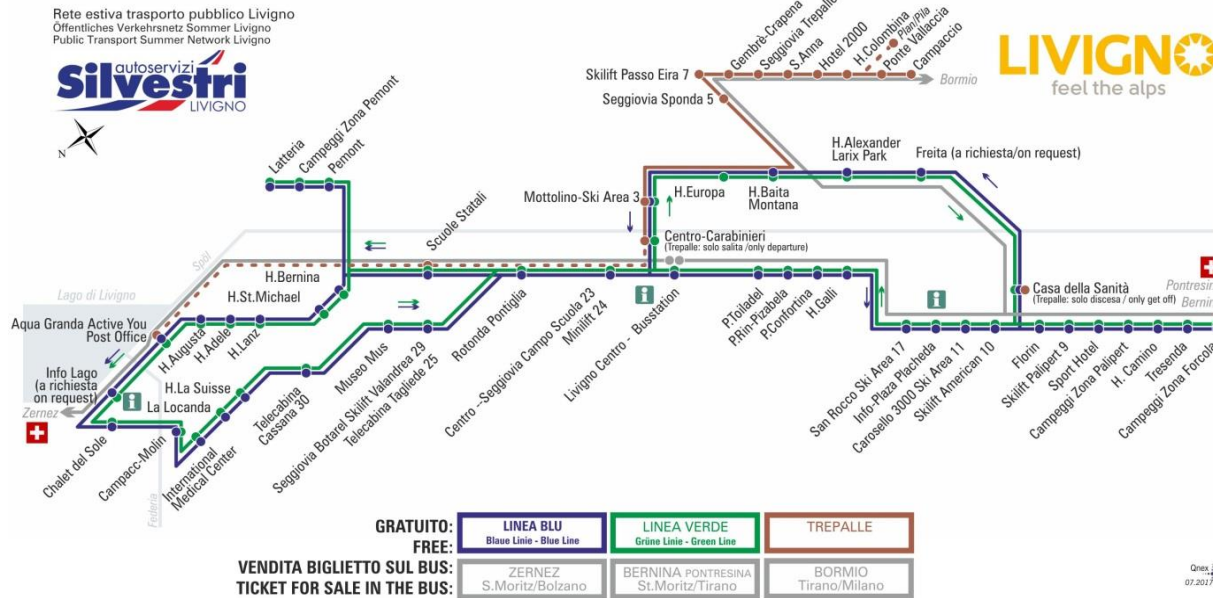 Rete estiva trasporto pubblico Livigno
Öffentliches Verkehrsnetz Sommer Livigno
Public Transport Summer Network Livigno
autoservizi
Silvestri
LIVIGNO
N
LIVIGNO
feel the alps
Gembrè-Crapena
Seggiovia Trepalle
S.Anna
Hotel 2000
H.Colombina
Plan/Pila
Ponte Vallaccia
Campaccio
Bormio
Skilift Passo Eira 7
Seggiovia Sponda 5
Latteria
Campeggi Zona Pemont
Pemont
Scuole Statali
Mottolino-Ski Area 3
H.Europa
H.Baita
Montana
H.Alexander
Larix Park
Freita (a richiesta/on request)
Centro-Carabinieri
(Trepalle: solo salita /only departure)
Casa della Sanità
(Trepalle: solo discesa / only get off)
Spöl
Lago di Livigno
H.Bernina
H.St.Michael
Aqua Granda Active You
Post Office
H.Augusta
H.Adele
H.Lanz
Info Lago
(a richiesta
on request)
Zernez
i
H.La Suisse
La Locanda
Chalet del Sole
Campacc-Molin
Federia
International
Medical Center
Telecabina
Cassana 30
Museo Mus
Seggiovia Botarel Skilift Valandrea 29
Telecabina Tagliede 25
Rotonda Pontiglia
Centro --Seggiovia Campo Scuola 23
Minilift 24
i
Livigno Centro -
Busstation
P.Toiladel
P.Rin-Pizabela
P.Confortina
H.Galli
i
San Rocco Ski Area 17
Info-Plaza Placheda
Carosello 3000 Ski Area 11
Skilift American 10
Florin
Skilift Palipert 9
Sport Hotel
Campeggi Zona Palipert
H. Camino
Tresenda
Campeggi Zona Forcola
GRATUITO:
FREE:
LINEA BLU
Blaue Linie - Blue Line
LINEA VERDE
Grüne Linie - Green Line
TREPALLE
VENDITA BIGLIETTO SUL BUS:
TICKET FOR SALE IN THE BUS:
ZERNEZ
S.Moritz/Bolzano
BERNINA PONTRESINA
St.Moritz/Tirano
BORMIO
Tirano/Milano
Qnex
07.2017